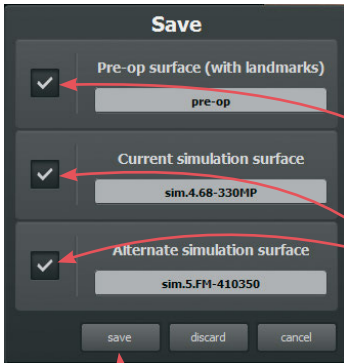 Save
Pre-op surface (with landmarks)
pre-op
Current simulation surface
sim.4.68-330MP
Alternate simulation surface
sim.5.FM-410350
save discard cancel